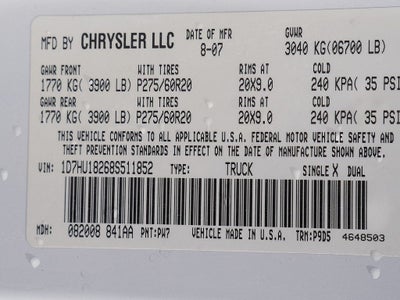 MFD BY CHRYSLER LLC DATE OF MFR 8-07 GVWR 3040 KG(06700 LB)
GAWR FRONT WITH TIRES RIMS AT COLD
1770 KG( 3900 LB) P275/60R20 20X9.0 240 KPA( 35 PSI
GAWR REAR WITH TIRES RIMS AT COLD
1770 KG( 3900 LB) P275/60R20 20X9.0 240 KPA( 35 PSI
THIS VEHICLE CONFORMS TO ALL APPLICABLE U.S.A. FEDERAL MOTOR VEHICLE SAFETY AND
THEFT PREVENTION STANDARDS IN EFFECT ON THE DATE OF MANUFACTURE SHOWN ABOVE.
VIN: 1D7HU18268S511852 TYPE: TRUCK SINGLE X DUAL
MDH: 082008 841AA PNT:PW7 VEHICLE MADE IN U.S.A. TRM:P9D5 4648503